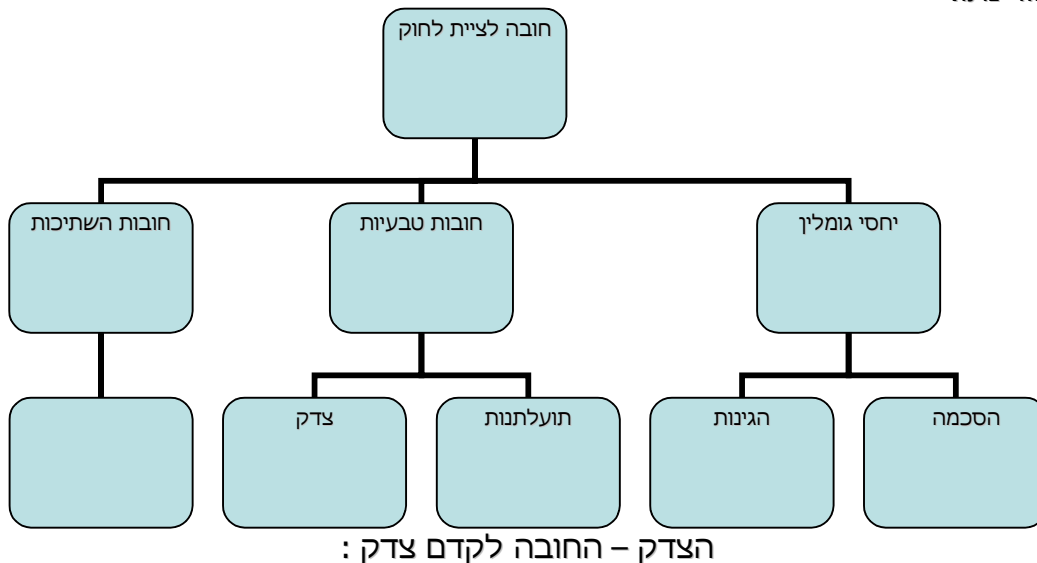 חובה לציית לחוק
יחסי גומלין
חובות טבעיות
חובות השתיכות
הסכמה
הגינות
תועלתנות
צדק
הצדק – החובה לקדם צדק :